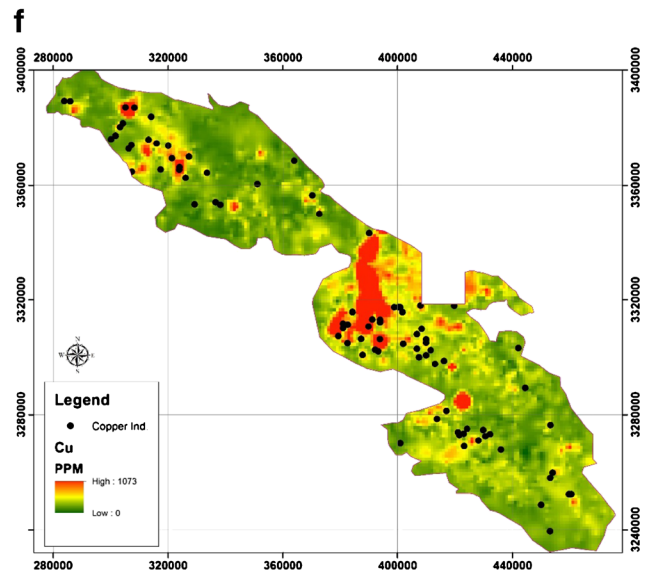 f
280000 320000 360000 400000 440000
3400000 3400000
3360000 3360000
3320000 3320000
3280000 3280000
3240000 3240000
N
W E
S
Legend
Copper Ind
Cu
PPM
High : 1073
Low : 0
280000 320000 360000 400000 440000